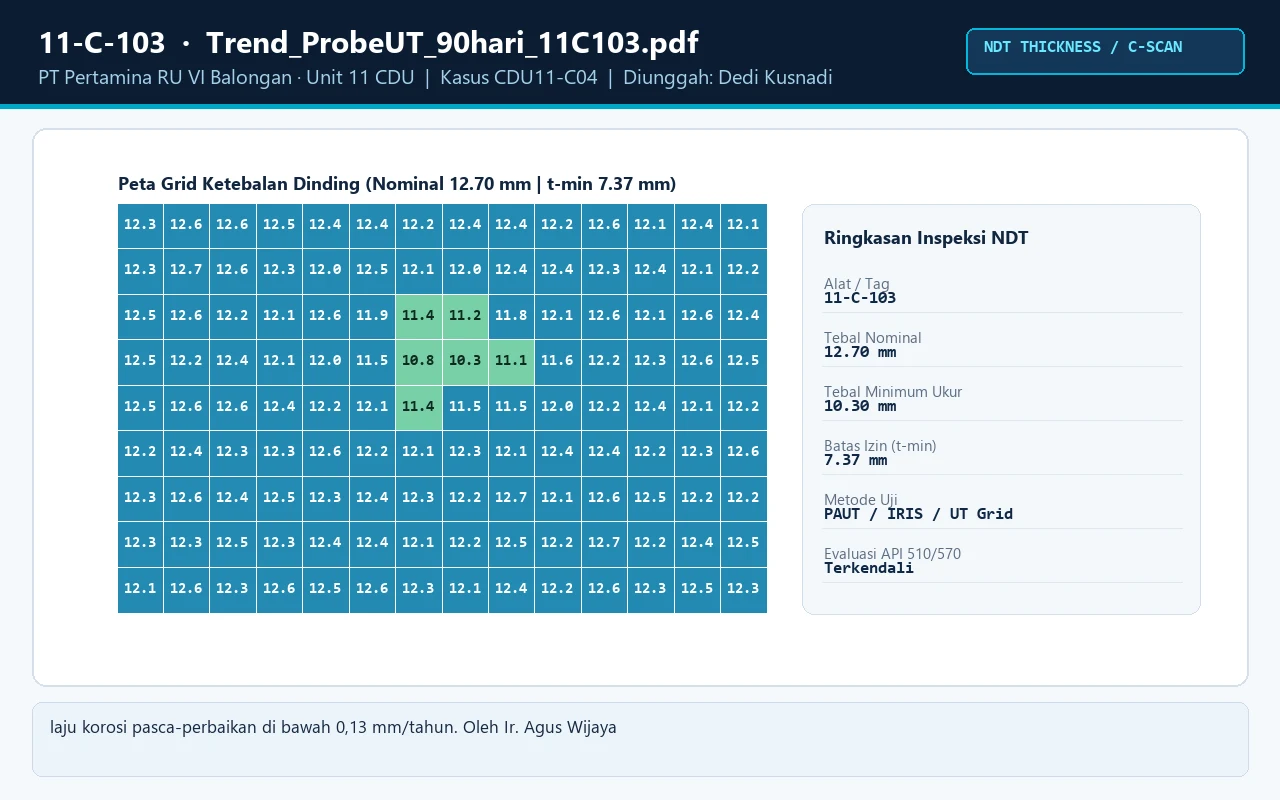 11-C-103 · Trend_ProbeUT_90hari_11C103.pdf
NDT THICKNESS / C-SCAN
PT Pertamina RU VI Balongan · Unit 11 CDU | Kasus CDU11-C04 | Diunggah: Dedi Kusnadi
Peta Grid Ketebalan Dinding (Nominal 12.70 mm | t-min 7.37 mm)
12.3 12.6 12.6 12.5 12.4 12.4 12.2 12.4 12.4 12.2 12.6 12.1 12.4 12.1
12.3 12.7 12.6 12.3 12.0 12.5 12.1 12.0 12.4 12.4 12.3 12.4 12.1 12.2
12.5 12.6 12.2 12.1 12.6 11.9 11.4 11.2 11.8 12.1 12.6 12.1 12.6 12.4
12.5 12.2 12.4 12.1 12.0 11.5 10.8 10.3 11.1 11.6 12.2 12.3 12.6 12.5
12.5 12.6 12.6 12.4 12.2 12.1 11.4 11.5 11.5 12.0 12.2 12.4 12.1 12.2
12.2 12.4 12.3 12.3 12.6 12.2 12.1 12.3 12.1 12.4 12.4 12.2 12.3 12.6
12.3 12.6 12.4 12.5 12.3 12.4 12.3 12.2 12.7 12.1 12.6 12.5 12.2 12.2
12.3 12.3 12.5 12.3 12.4 12.4 12.1 12.2 12.5 12.2 12.7 12.2 12.4 12.5
12.1 12.6 12.3 12.6 12.5 12.6 12.3 12.1 12.4 12.2 12.6 12.3 12.5 12.3
Ringkasan Inspeksi NDT
Alat / Tag
11-C-103
Tebal Nominal
12.70 mm
Tebal Minimum Ukur
10.30 mm
Batas Izin (t-min)
7.37 mm
Metode Uji
PAUT / IRIS / UT Grid
Evaluasi API 510/570
Terkendali
laju korosi pasca-perbaikan di bawah 0,13 mm/tahun. Oleh Ir. Agus Wijaya